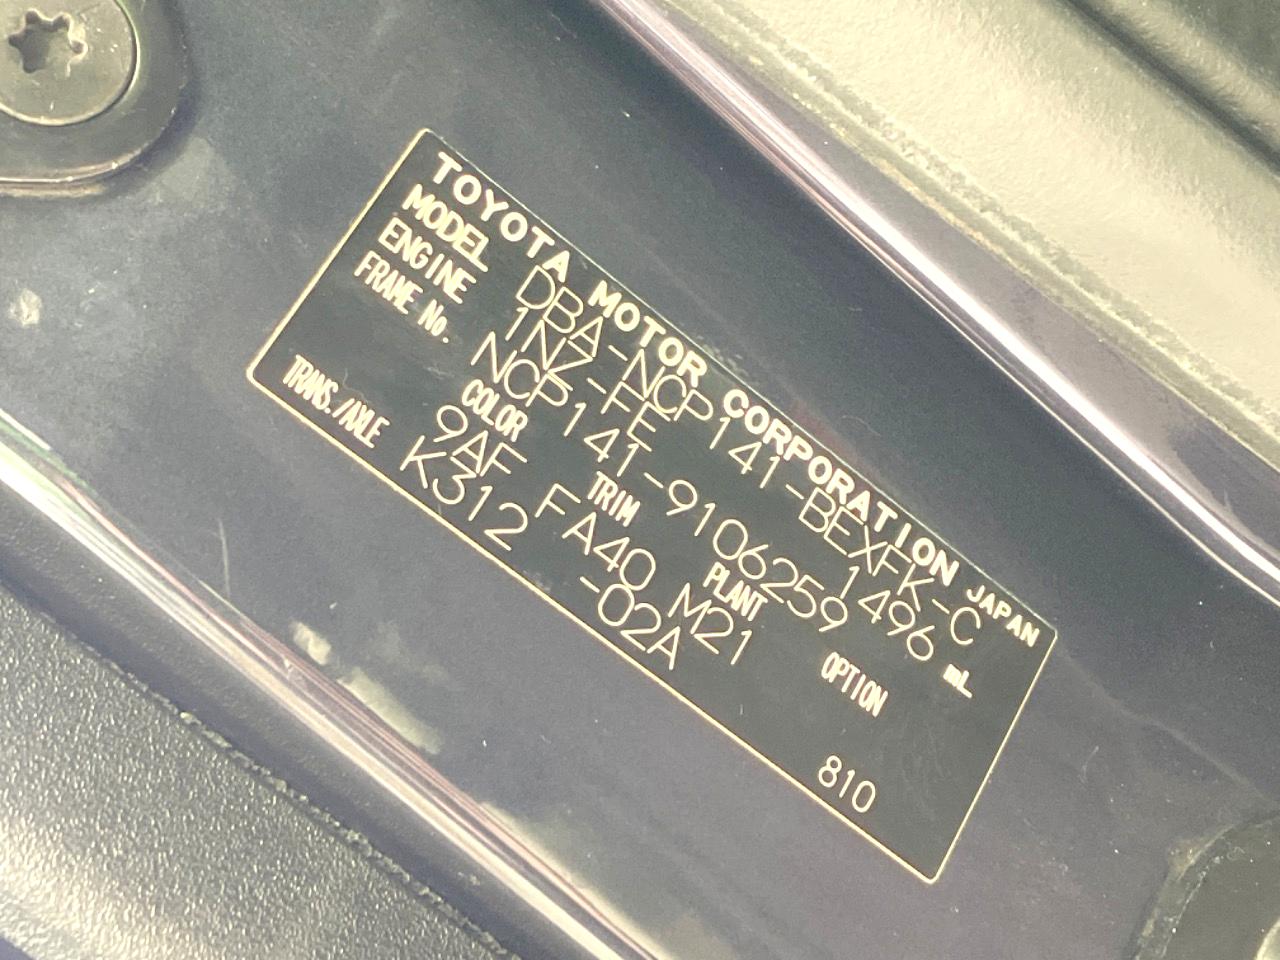 TOYOTA MOTOR CORPORATION JAPAN
MODEL DBA-NCP141-BEXFK-C
ENGINE 1NZ-FE 1496 mL
FRAME No. NCP141-9106259
COLOR TRIM PLANT OPTION
9AF FA40 M21
TRANS./AXLE K312 -02A
810